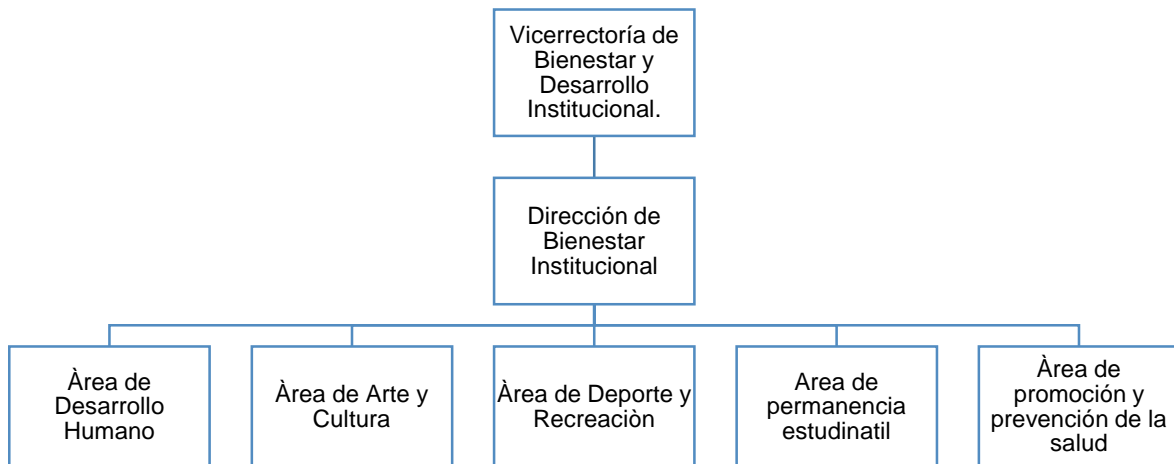 Vicerrectoría de
Bienestar y
Desarrollo
Institucional.
Dirección de
Bienestar
Institucional
Àrea de
Desarrollo
Humano
Àrea de Arte y
Cultura
Àrea de Deporte y
Recreaciòn
Area de
permanencia
estudinatil
Àrea de
promoción y
prevención de la
salud